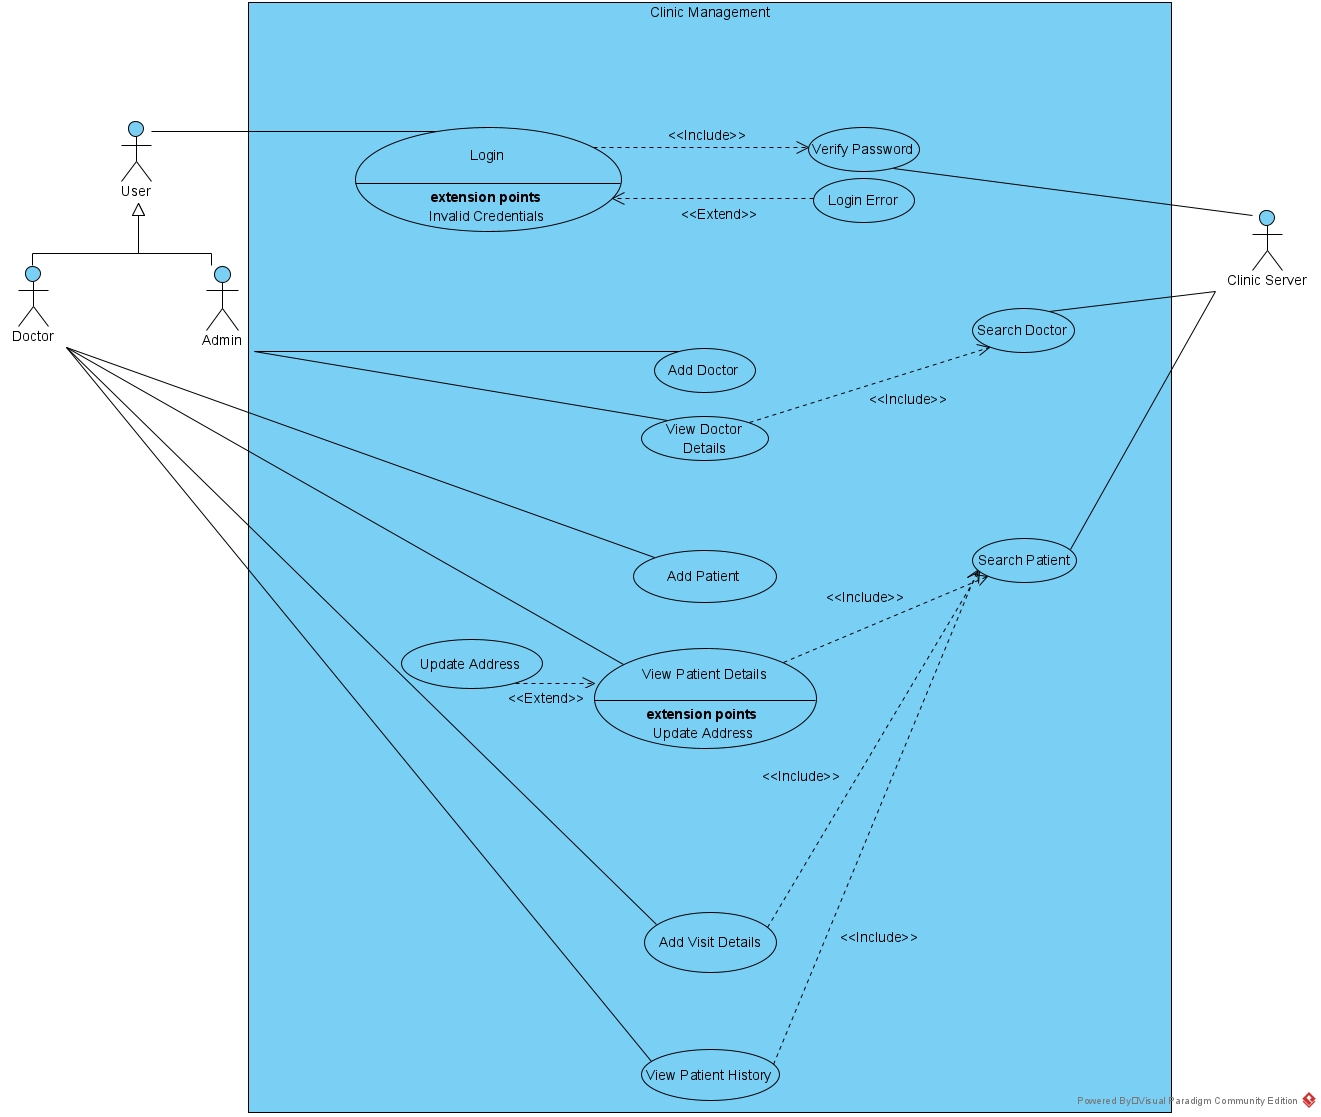 Clinic Management
<<Include>>
Verify Password
Login
extension points
Invalid Credentials
User
Login Error
<<Extend>>
Clinic Server
Doctor
Admin
Search Doctor
Add Doctor
<<Include>>
View Doctor
Details
Search Patient
Add Patient
<<Include>>
Update Address
View Patient Details
<<Extend>>
extension points
Update Address
<<Include>>
<<Include>>
Add Visit Details
View Patient History
Powered By□Visual Paradigm Community Edition